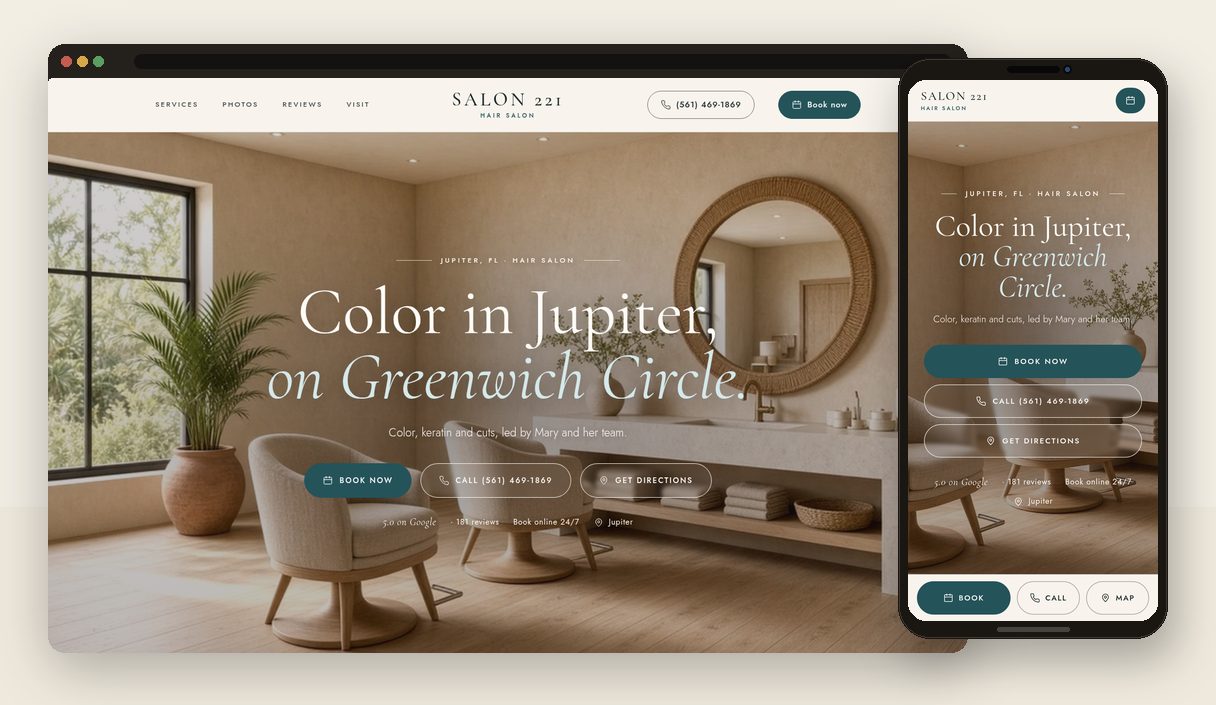 SERVICES PHOTOS REVIEWS VISIT
SALON 221
HAIR SALON
(561) 469-1869
Book now
JUPITER, FL · HAIR SALON
Color in Jupiter,
on Greenwich Circle.
Color, keratin and cuts, led by Mary and her team.
BOOK NOW
CALL (561) 469-1869
GET DIRECTIONS
5.0 on Google · 181 reviews Book online 24/7 Jupiter
SALON 221
HAIR SALON
JUPITER, FL · HAIR SALON
Color in Jupiter,
on Greenwich
Circle.
Color, keratin and cuts, led by Mary and her team.
BOOK NOW
CALL (561) 469-1869
GET DIRECTIONS
5.0 on Google · 181 reviews Book online 24/7
Jupiter
BOOK
CALL
MAP